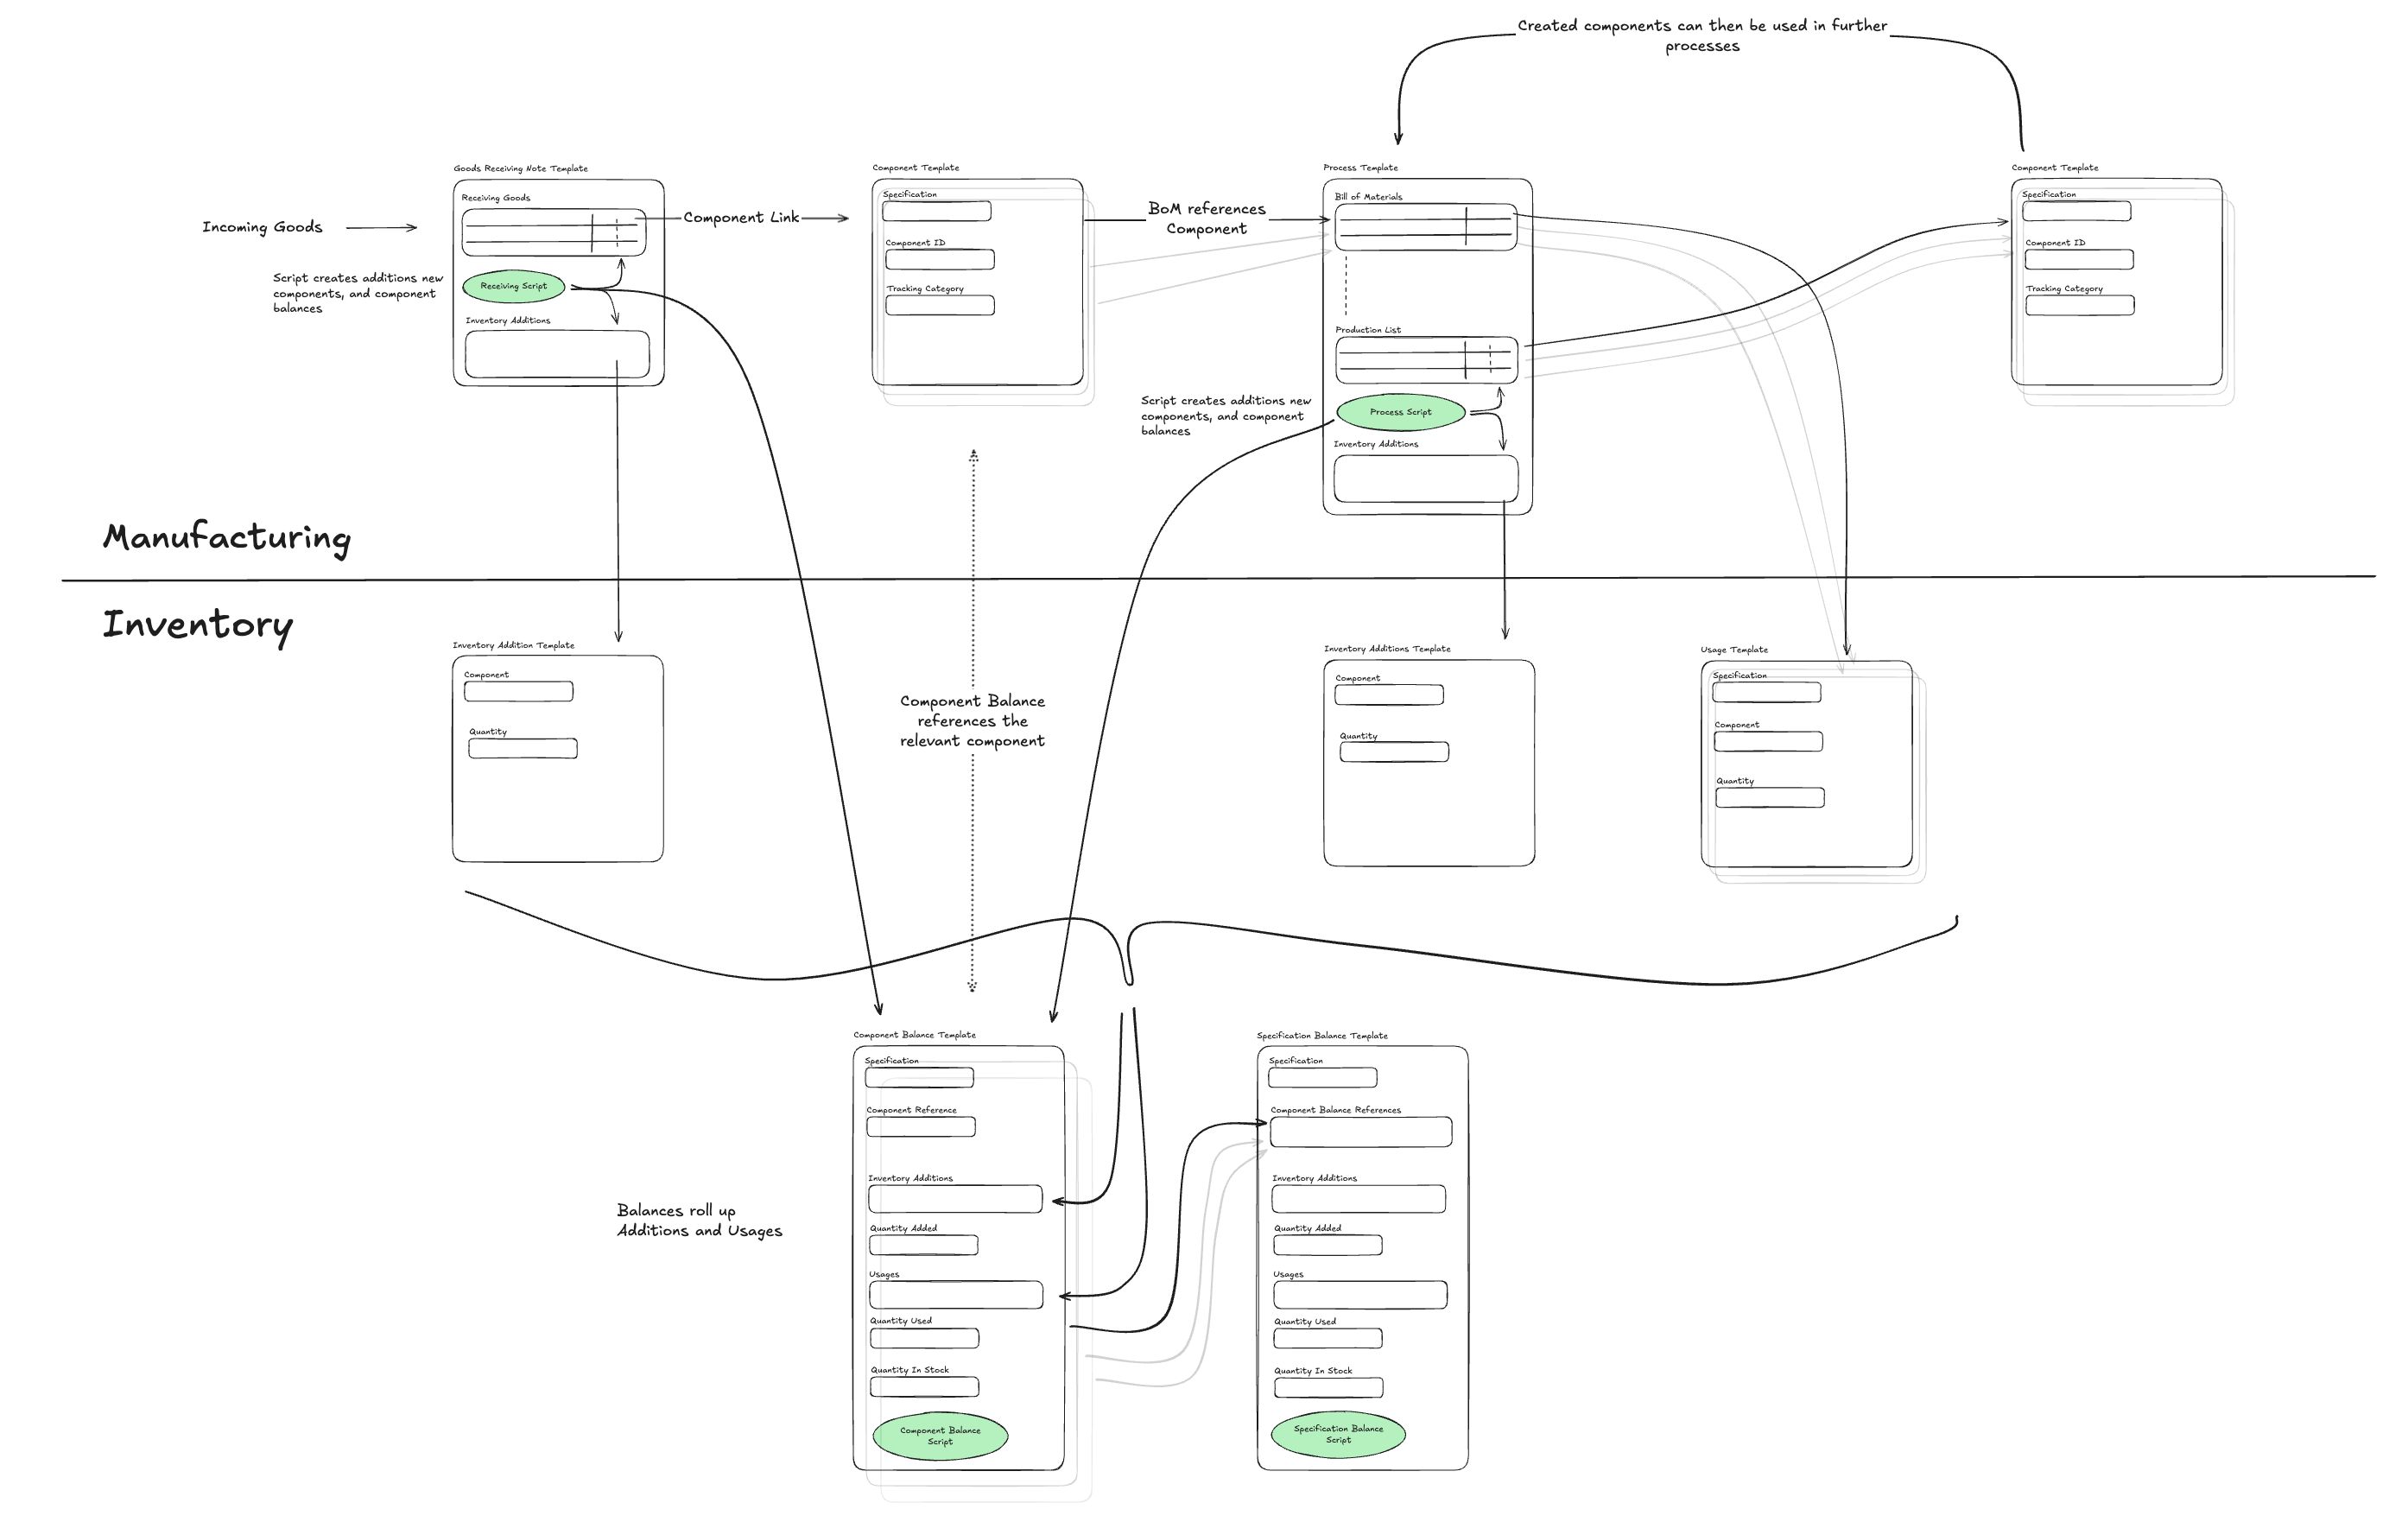 Created components can then be used in further
processes
Goods Receiving Note Template
Receiving Goods
Incoming Goods
Component Link
Script creates additions new
components, and component
balances
Receiving Script
Inventory Additions
Component Template
Specification
Component ID
Tracking Category
BoM references
Component
Process Template
Bill of Materials
Production List
Script creates additions new
components, and component
balances
Process Script
Inventory Additions
Component Template
Specification
Component ID
Tracking Category
Manufacturing
Inventory
Inventory Addition Template
Component
Quantity
Component Balance
references the
relevant component
Inventory Additions Template
Component
Quantity
Usage Template
Specification
Component
Quantity
Balances roll up
Additions and Usages
Component Balance Template
Specification
Component Reference
Inventory Additions
Quantity Added
Usages
Quantity Used
Quantity In Stock
Component Balance
Script
Specification Balance Template
Specification
Component Balance References
Inventory Additions
Quantity Added
Usages
Quantity Used
Quantity In Stock
Specification Balance
Script